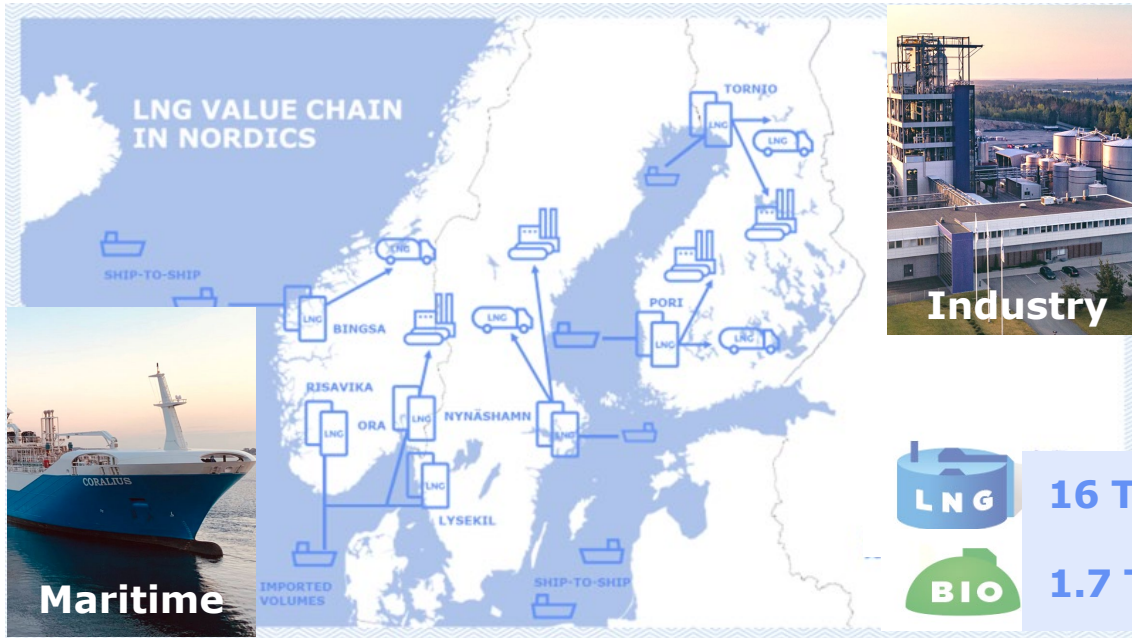 LNG VALUE CHAIN
IN NORDICS
TORNIO
LNG
LNG
SHIP-TO-SHIP
LNG
LNG
BINGSA
PORI
LNG
LNG
LNG
Industry
RISAVIKA
LNG
ORA
LNG
NYNÄSHAMN
LNG
LNG
LYSEKIL
CORALIUS
IMPORTED
VOLUMES
SHIP-TO-SHIP
Maritime
LNG
16 T
BIO
1.7 T